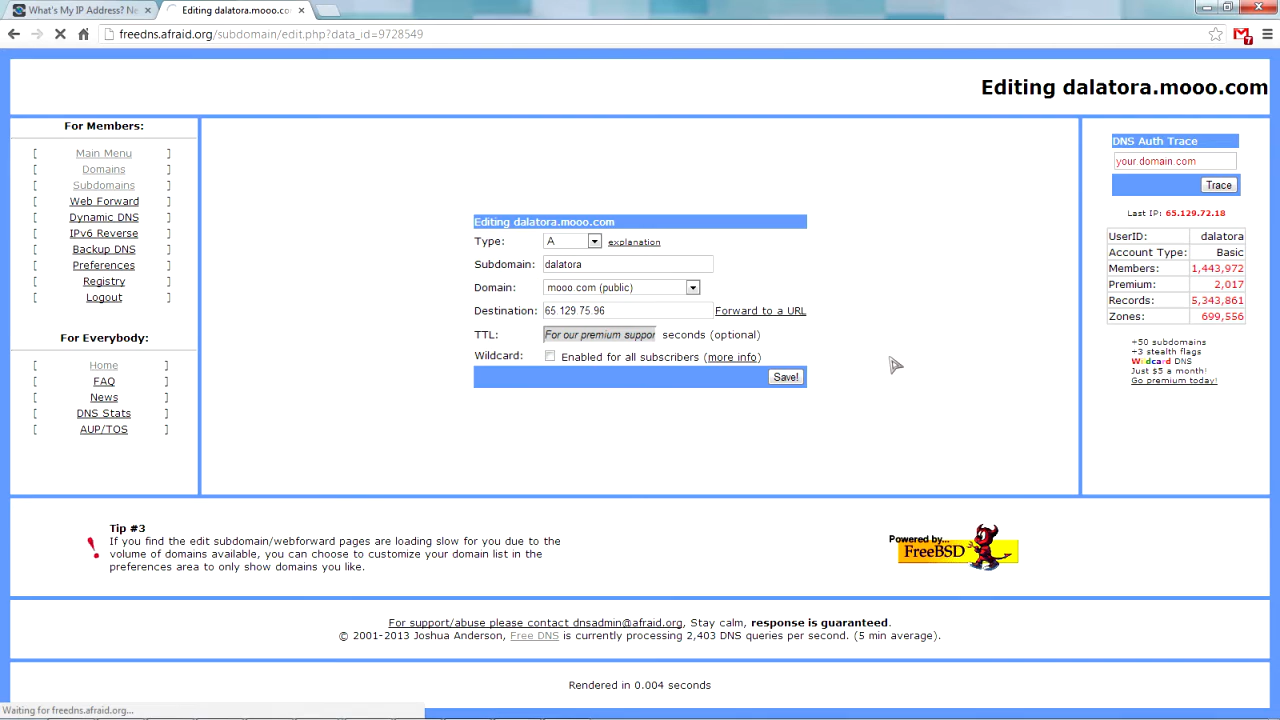 What's My IP Address? Ne
Editing dalatora.mooo.co
freedns.afraid.org/subdomain/edit.php?data_id=9728549
7
Editing dalatora.mooo.com
For Members:
[ Main Menu ]
[ Domains ]
[ Subdomains ]
[ Web Forward ]
[ Dynamic DNS ]
[ IPv6 Reverse ]
[ Backup DNS ]
[ Preferences ]
[ Registry ]
[ Logout ]
For Everybody:
[ Home ]
[ FAQ ]
[ News ]
[ DNS Stats ]
[ AUP/TOS ]
Editing dalatora.mooo.com
Type: A explanation
Subdomain: dalatora
Domain: mooo.com (public)
Destination: 65.129.75.96 Forward to a URL
TTL: For our premium suppor seconds (optional)
Wildcard: Enabled for all subscribers (more info)
Save!
DNS Auth Trace
your.domain.com
Trace
Last IP: 65.129.72.18
UserID: dalatora
Account Type: Basic
Members: 1,443,972
Premium: 2,017
Records: 5,343,861
Zones: 699,556
+50 subdomains
+3 stealth flags
Wildcard DNS
Just $5 a month!
Go premium today!
Tip #3
If you find the edit subdomain/webforward pages are loading slow for you due to the
volume of domains available, you can choose to customize your domain list in the
preferences area to only show domains you like.
Powered by...
FreeBSD
For support/abuse please contact dnsadmin@afraid.org, Stay calm, response is guaranteed.
© 2001-2013 Joshua Anderson, Free DNS is currently processing 2,403 DNS queries per second. (5 min average).
Rendered in 0.004 seconds
Waiting for freedns.afraid.org...